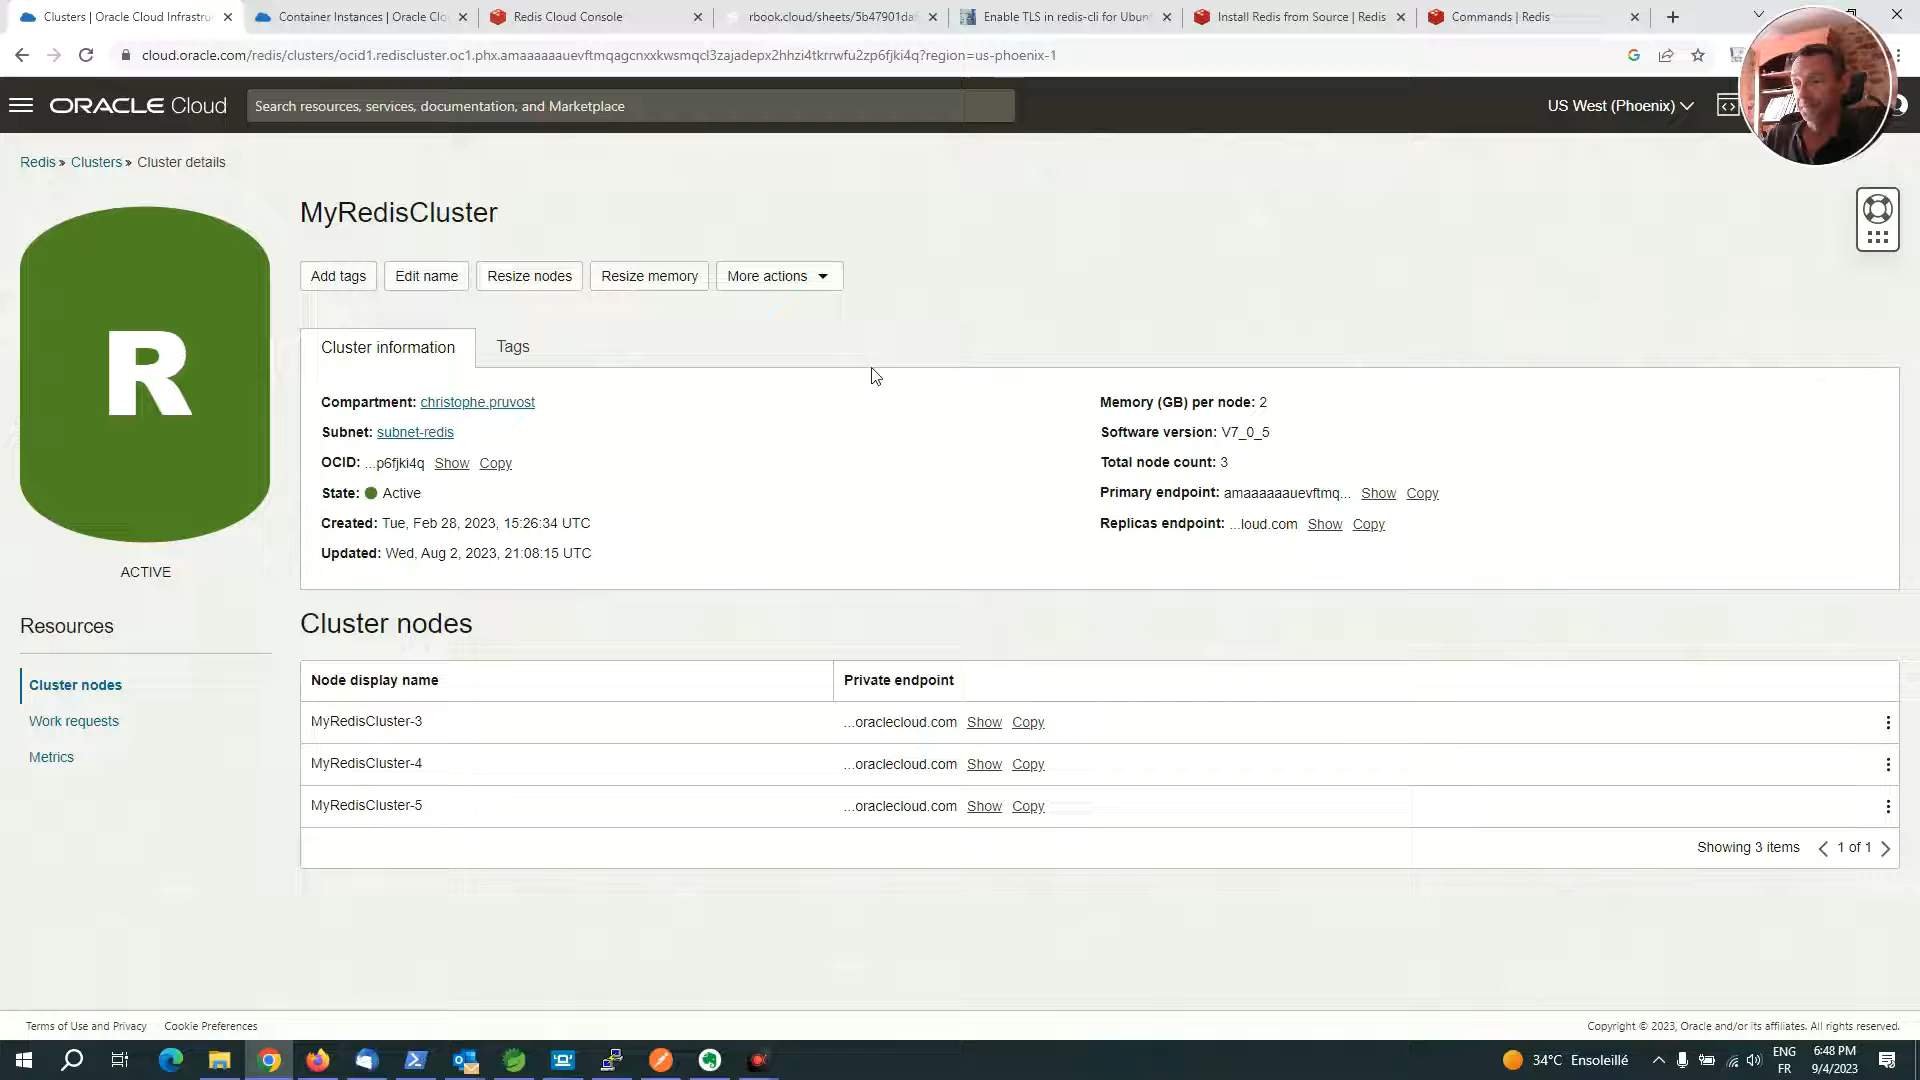 Clusters | Oracle Cloud Infrastru
Container Instances | Oracle Clo
Redis Cloud Console
rbook.cloud/sheets/5b47901da
Enable TLS in redis-cli for Ubun
Install Redis from Source | Redis
Commands | Redis
cloud.oracle.com/redis/clusters/ocid1.rediscluster.oc1.phx.amaaaaaauevftmqagcnxxkwsmqcl3zajadepx2hhzi4tkrrwfu2zp6fjki4q?region=us-phoenix-1
ORACLE Cloud
Search resources, services, documentation, and Marketplace
US West (Phoenix)
Redis » Clusters » Cluster details
R
ACTIVE
MyRedisCluster
Add tags
Edit name
Resize nodes
Resize memory
More actions
Cluster information
Tags
Compartment: christophe.pruvost
Subnet: subnet-redis
OCID: ...p6fjki4q Show Copy
State: Active
Created: Tue, Feb 28, 2023, 15:26:34 UTC
Updated: Wed, Aug 2, 2023, 21:08:15 UTC
Memory (GB) per node: 2
Software version: V7_0_5
Total node count: 3
Primary endpoint: amaaaaaauevftmq... Show Copy
Replicas endpoint: ...loud.com Show Copy
Resources
Cluster nodes
Work requests
Metrics
Cluster nodes
Node display name
Private endpoint
MyRedisCluster-3
...oraclecloud.com Show Copy
MyRedisCluster-4
...oraclecloud.com Show Copy
MyRedisCluster-5
...oraclecloud.com Show Copy
Showing 3 items
1 of 1
Terms of Use and Privacy
Cookie Preferences
Copyright © 2023, Oracle and/or its affiliates. All rights reserved.
34°C Ensoleillé
ENG
FR
6:48 PM
9/4/2023